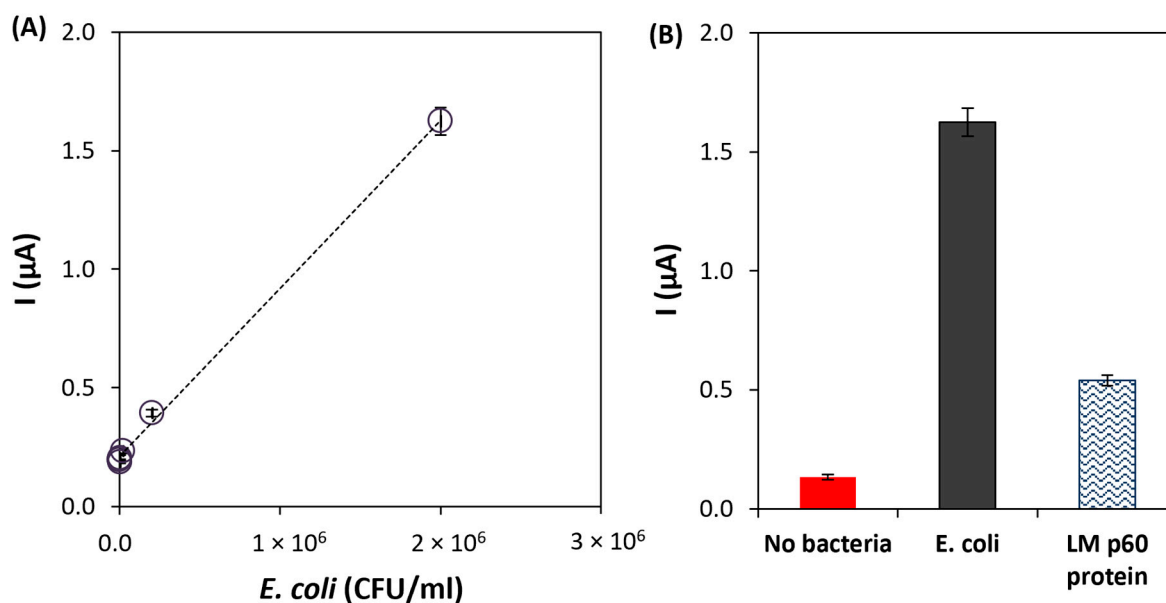 (A)
2.0
1.5
1.0
0.5
0.0
I (µA)
0.0
1 × 10⁶
2 × 10⁶
3 × 10⁶
E. coli (CFU/ml)
(B)
2.0
1.5
1.0
0.5
0.0
I (µA)
No bacteria
E. coli
LM p60
protein